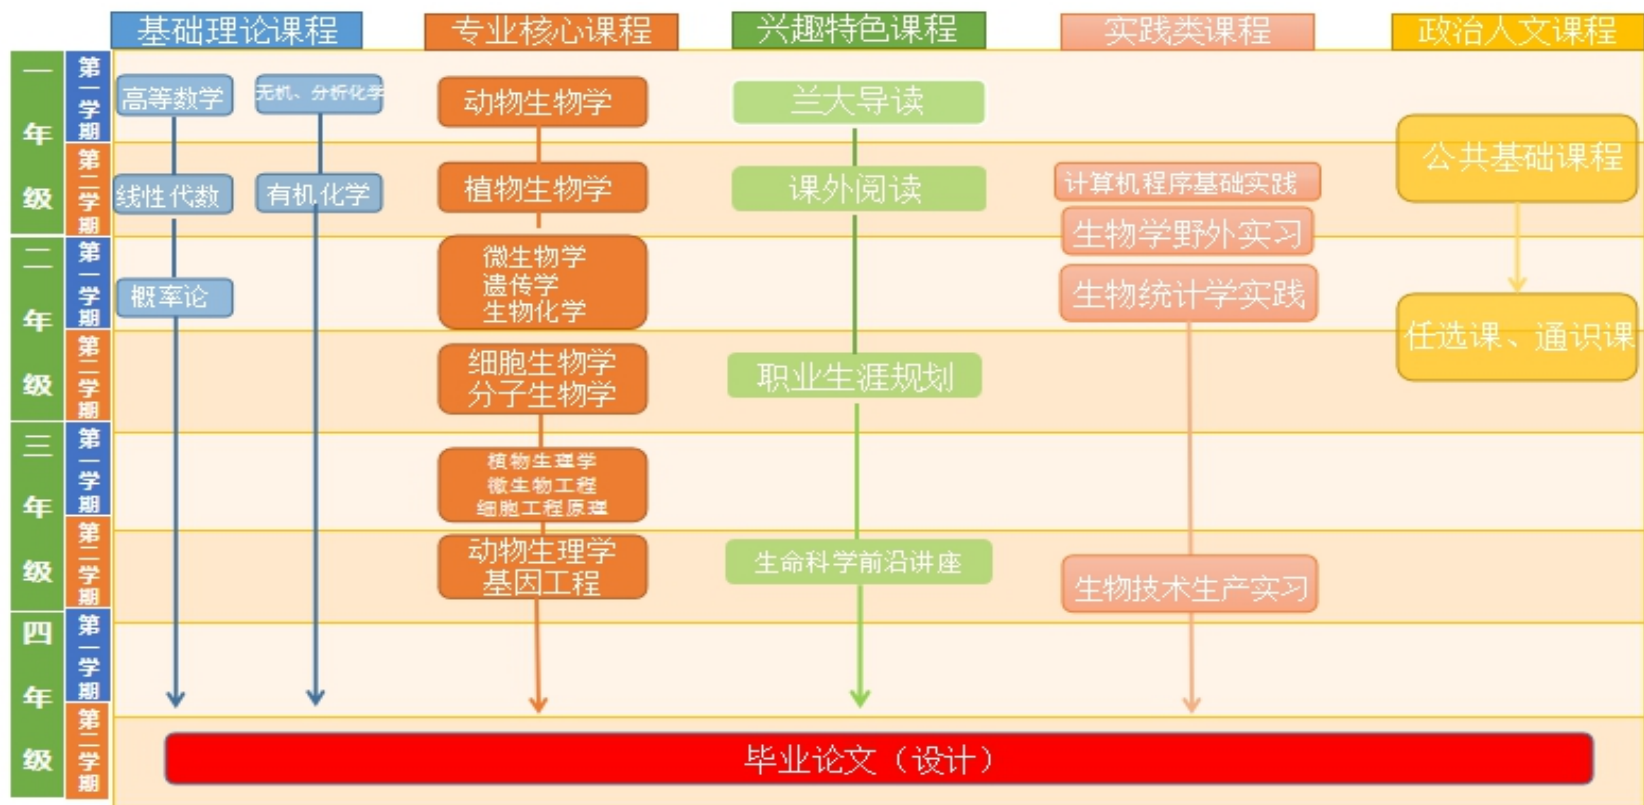 基础理论课程
专业核心课程
兴趣特色课程
实践类课程
政治人文课程
一年级
第一学期
高等数学
无机、分析化学
动物生物学
兰大导读
公共基础课程
第二学期
线性代数
有机化学
植物生物学
课外阅读
计算机程序基础实践
生物学野外实习
二年级
第一学期
概率论
微生物学
遗传学
生物化学
生物统计学实践
任选课、通识课
第二学期
细胞生物学
分子生物学
职业生涯规划
三年级
第一学期
植物生理学
微生物工程
细胞工程原理
第二学期
动物生理学
基因工程
生命科学前沿讲座
生物技术生产实习
四年级
第一学期
第二学期
毕业论文（设计）